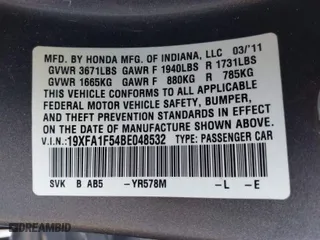 MFD. BY HONDA MFG. OF INDIANA, LLC 03/'11
GVWR 3671LBS GAWR F 1940LBS R 1731LBS
GVWR 1665KG GAWR F 880KG R 785KG
THIS VEHICLE CONFORMS TO ALL APPLICABLE
FEDERAL MOTOR VEHICLE SAFETY, BUMPER,
AND THEFT PREVENTION STANDARDS IN EFFECT
ON THE DATE OF MANUFACTURE SHOWN ABOVE.
V.I.N.: 19XFA1F54BE048532 TYPE: PASSENGER CAR
SVK B AB5 -YR578M -L -E